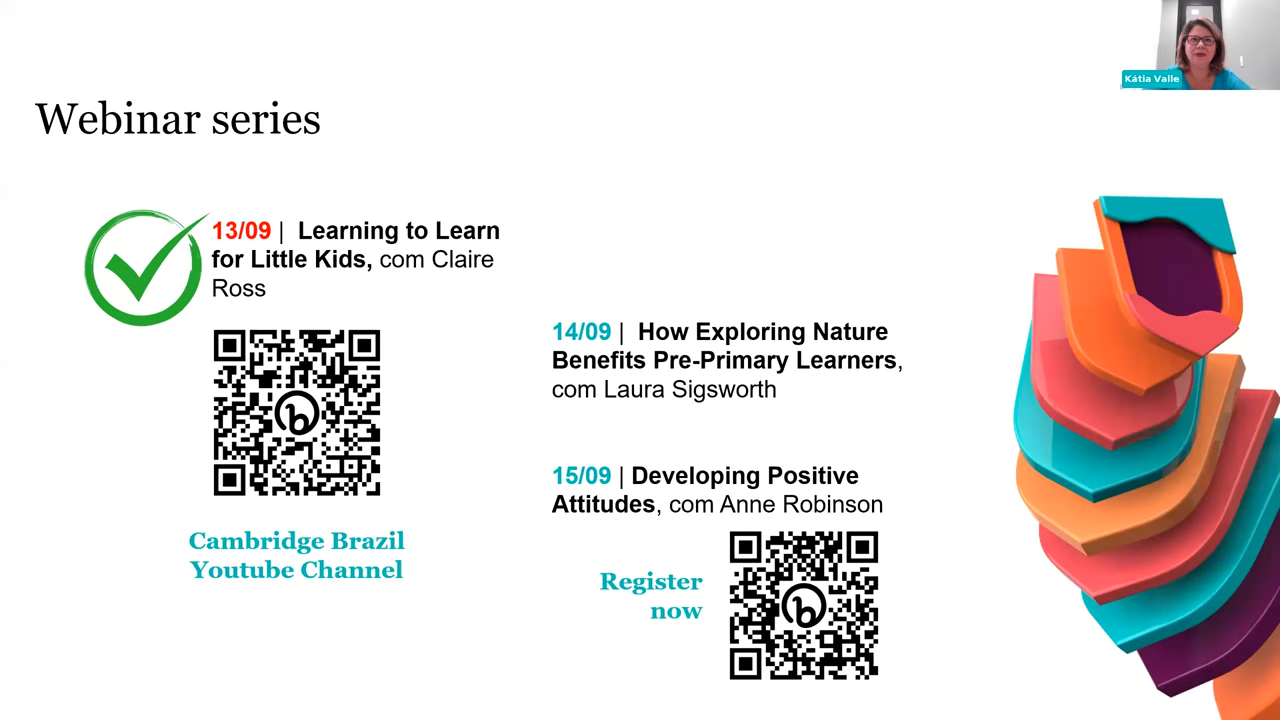 Kátia Valle
Webinar series
13/09 | Learning to Learn
for Little Kids, com Claire
Ross
Cambridge Brazil
Youtube Channel
14/09 | How Exploring Nature
Benefits Pre-Primary Learners,
com Laura Sigsworth
15/09 | Developing Positive
Attitudes, com Anne Robinson
Register
now